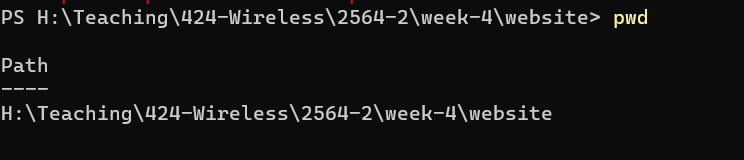 PS H:\Teaching\424-Wireless\2564-2\week-4\website> pwd
Path
----
H:\Teaching\424-Wireless\2564-2\week-4\website